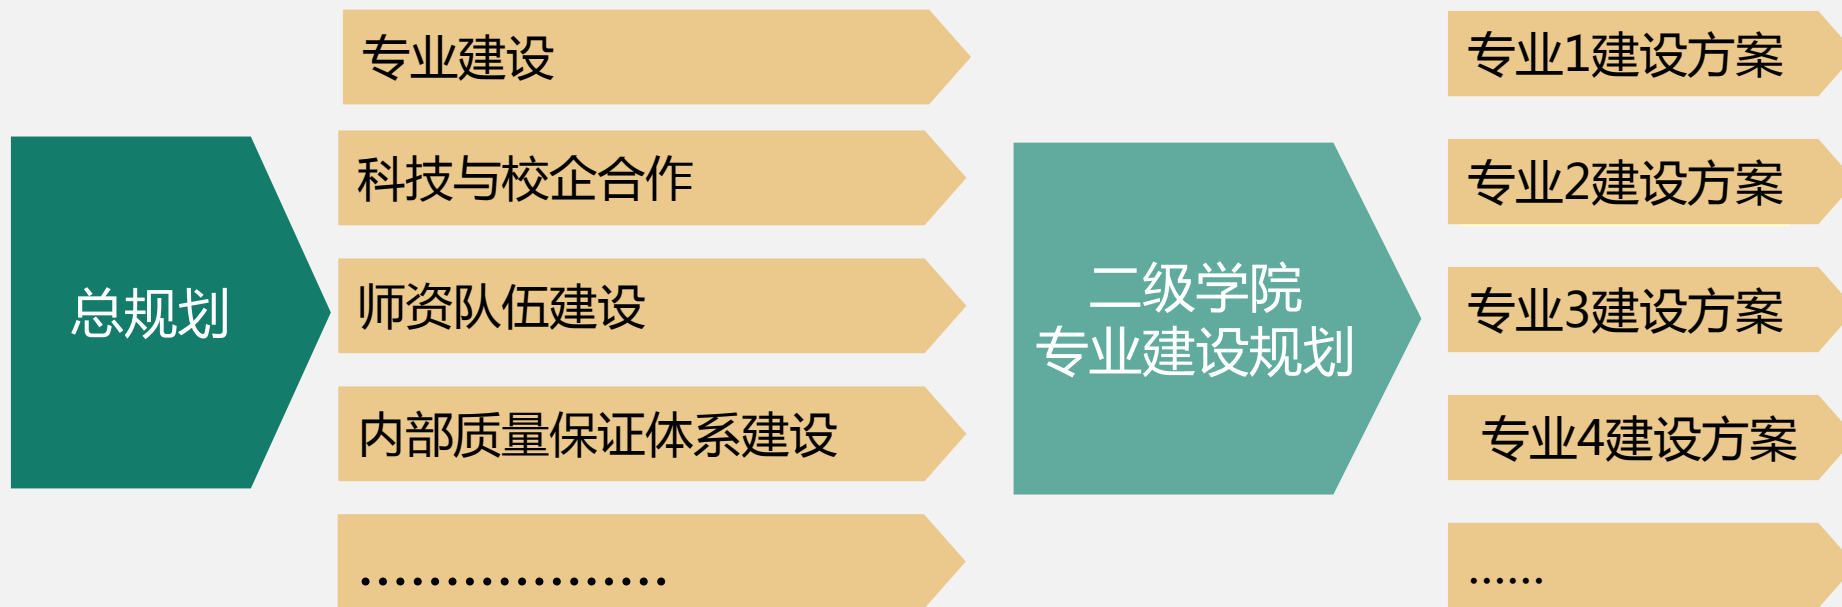 总规划
专业建设
科技与校企合作
师资队伍建设
内部质量保证体系建设
………………
二级学院
专业建设规划
专业1建设方案
专业2建设方案
专业3建设方案
专业4建设方案
……